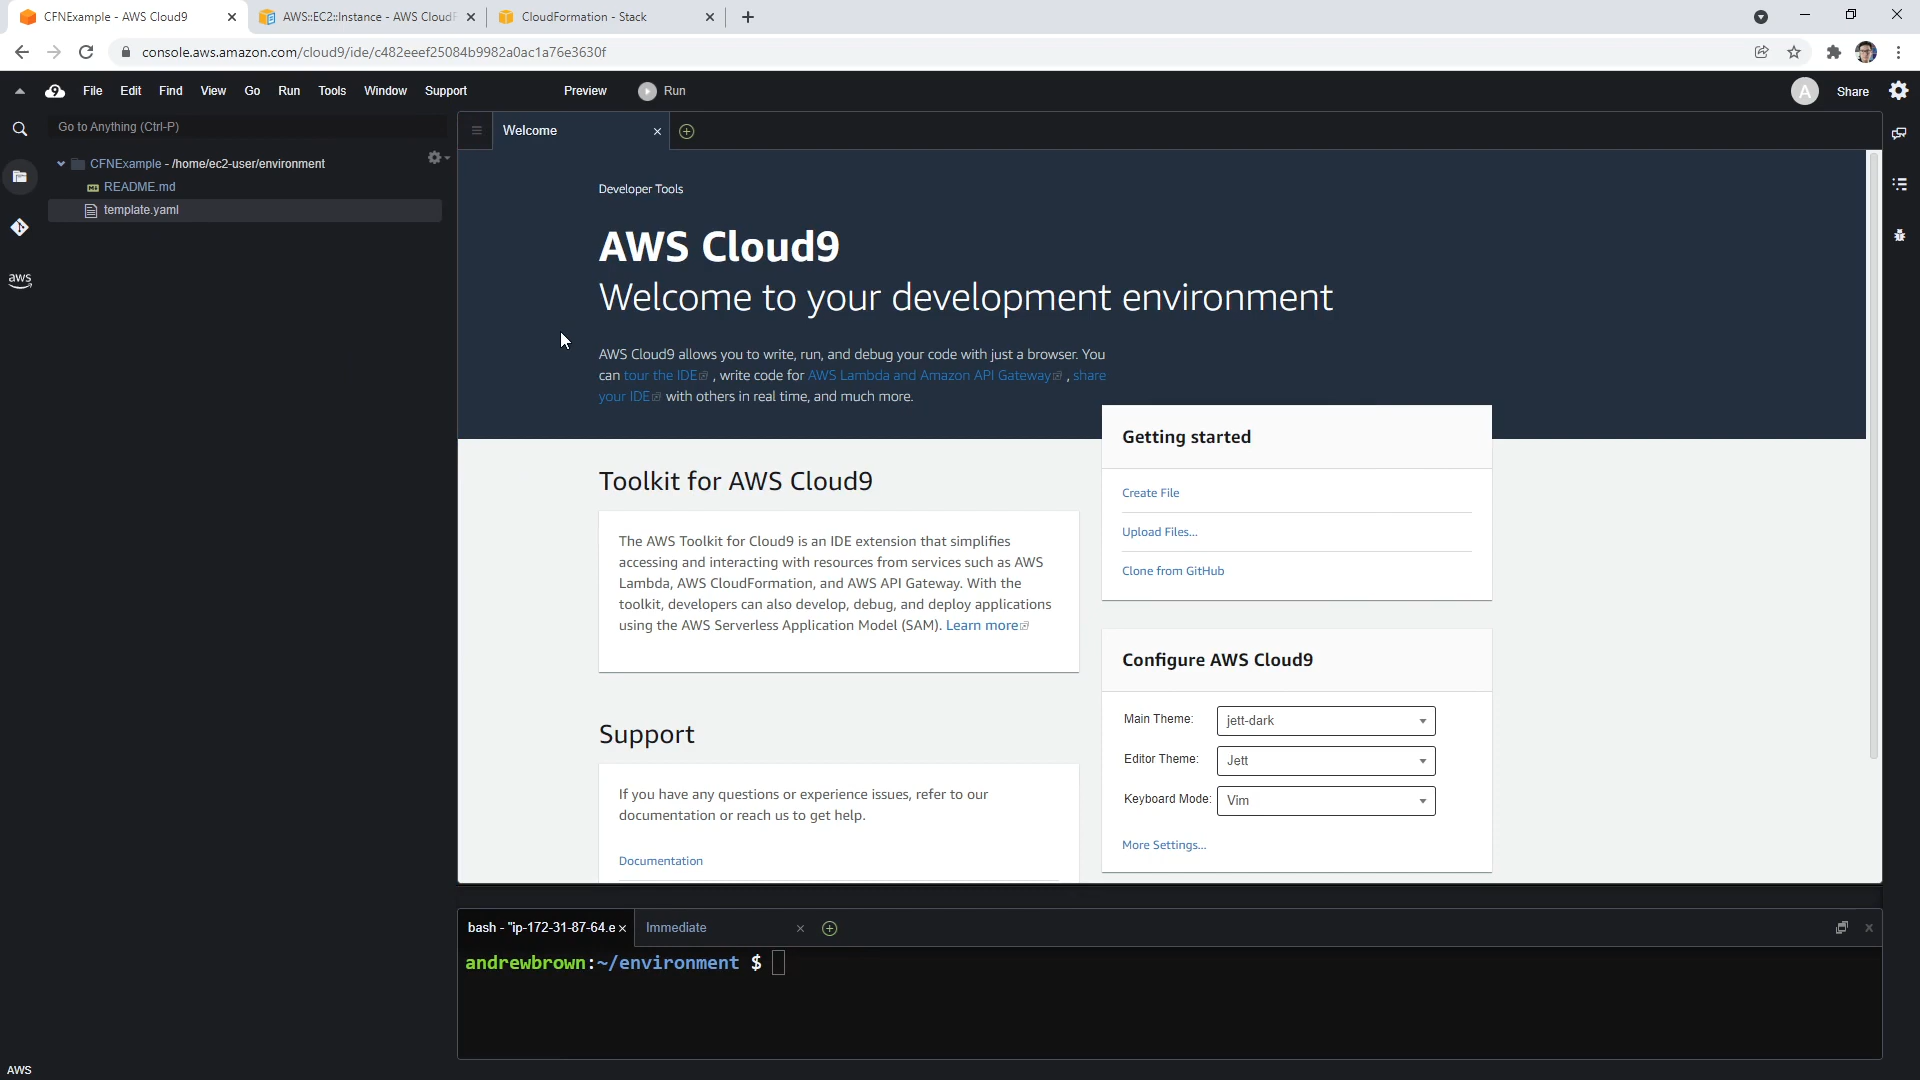 CFNExample - AWS Cloud9
AWS::EC2::Instance - AWS CloudF
CloudFormation - Stack
console.aws.amazon.com/cloud9/ide/c482eeef25084b9982a0ac1a76e3630f
9 File Edit Find View Go Run Tools Window Support Preview Run A Share
Go to Anything (Ctrl-P)
CFNExample - /home/ec2-user/environment
README.md
template.yaml
aws
Welcome
Developer Tools
AWS Cloud9
Welcome to your development environment
AWS Cloud9 allows you to write, run, and debug your code with just a browser. You
can tour the IDE , write code for AWS Lambda and Amazon API Gateway , share
your IDE with others in real time, and much more.
Toolkit for AWS Cloud9
The AWS Toolkit for Cloud9 is an IDE extension that simplifies
accessing and interacting with resources from services such as AWS
Lambda, AWS CloudFormation, and AWS API Gateway. With the
toolkit, developers can also develop, debug, and deploy applications
using the AWS Serverless Application Model (SAM). Learn more
Support
If you have any questions or experience issues, refer to our
documentation or reach us to get help.
Documentation
Getting started
Create File
Upload Files...
Clone from GitHub
Configure AWS Cloud9
Main Theme: jett-dark
Editor Theme: Jett
Keyboard Mode: Vim
More Settings...
bash - "ip-172-31-87-64.e
Immediate
andrewbrown:~/environment $
AWS